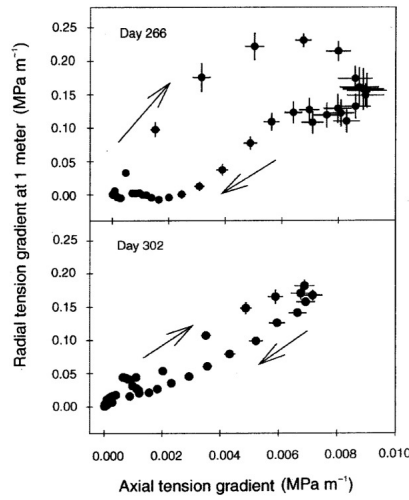 Day 266
0.25
0.20
0.15
0.10
0.05
0.00
Day 302
0.25
0.20
0.15
0.10
0.05
0.00
Radial tension gradient at 1 meter (MPa m⁻¹)
0.000 0.002 0.004 0.006 0.008 0.010
Axial tension gradient (MPa m⁻¹)